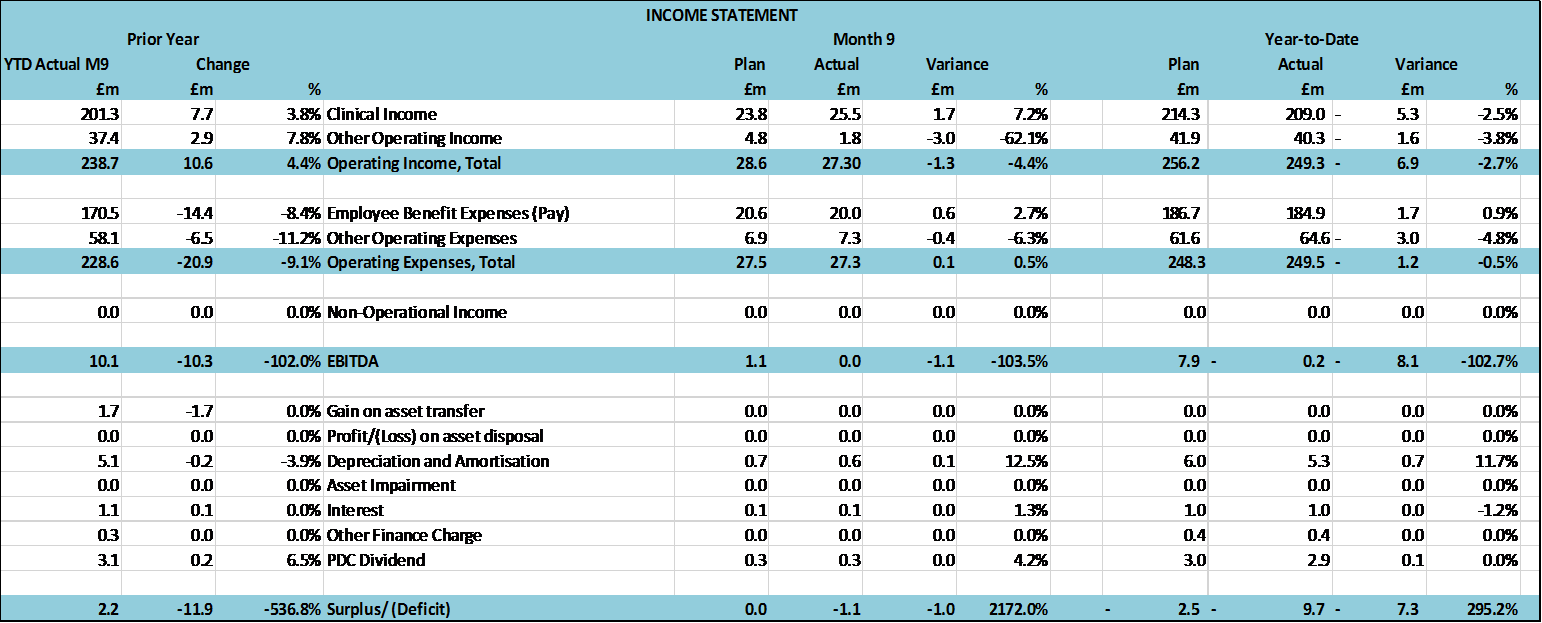 INCOME STATEMENT
Prior Year Month 9 Year-to-Date
YTD Actual M9 Change Plan Actual Variance Plan Actual Variance
£m £m % £m £m £m % £m £m £m %
201.3 7.7 3.8% Clinical Income 23.8 25.5 1.7 7.2% 214.3 209.0 - 5.3 -2.5%
37.4 2.9 7.8% Other Operating Income 4.8 1.8 -3.0 -62.1% 41.9 40.3 - 1.6 -3.8%
238.7 10.6 4.4% Operating Income, Total 28.6 27.30 -1.3 -4.4% 256.2 249.3 - 6.9 -2.7%
170.5 -14.4 -8.4% Employee Benefit Expenses (Pay) 20.6 20.0 0.6 2.7% 186.7 184.9 1.7 0.9%
58.1 -6.5 -11.2% Other Operating Expenses 6.9 7.3 -0.4 -6.3% 61.6 64.6 - 3.0 -4.8%
228.6 -20.9 -9.1% Operating Expenses, Total 27.5 27.3 0.1 0.5% 248.3 249.5 - 1.2 -0.5%
0.0 0.0 0.0% Non-Operational Income 0.0 0.0 0.0 0.0% 0.0 0.0 0.0 0.0%
10.1 -10.3 -102.0% EBITDA 1.1 0.0 -1.1 -103.5% 7.9 - 0.2 - 8.1 -102.7%
1.7 -1.7 0.0% Gain on asset transfer 0.0 0.0 0.0 0.0% 0.0 0.0 0.0 0.0%
0.0 0.0 0.0% Profit/(Loss) on asset disposal 0.0 0.0 0.0 0.0% 0.0 0.0 0.0 0.0%
5.1 -0.2 -3.9% Depreciation and Amortisation 0.7 0.6 0.1 12.5% 6.0 5.3 0.7 11.7%
0.0 0.0 0.0% Asset Impairment 0.0 0.0 0.0 0.0% 0.0 0.0 0.0 0.0%
1.1 0.1 0.0% Interest 0.1 0.1 0.0 1.3% 1.0 1.0 0.0 -1.2%
0.3 0.0 0.0% Other Finance Charge 0.0 0.0 0.0 0.0% 0.4 0.4 0.0 0.0%
3.1 0.2 6.5% PDC Dividend 0.3 0.3 0.0 4.2% 3.0 2.9 0.1 0.0%
2.2 -11.9 -536.8% Surplus/ (Deficit) 0.0 -1.1 -1.0 2172.0% - 2.5 - 9.7 - 7.3 295.2%